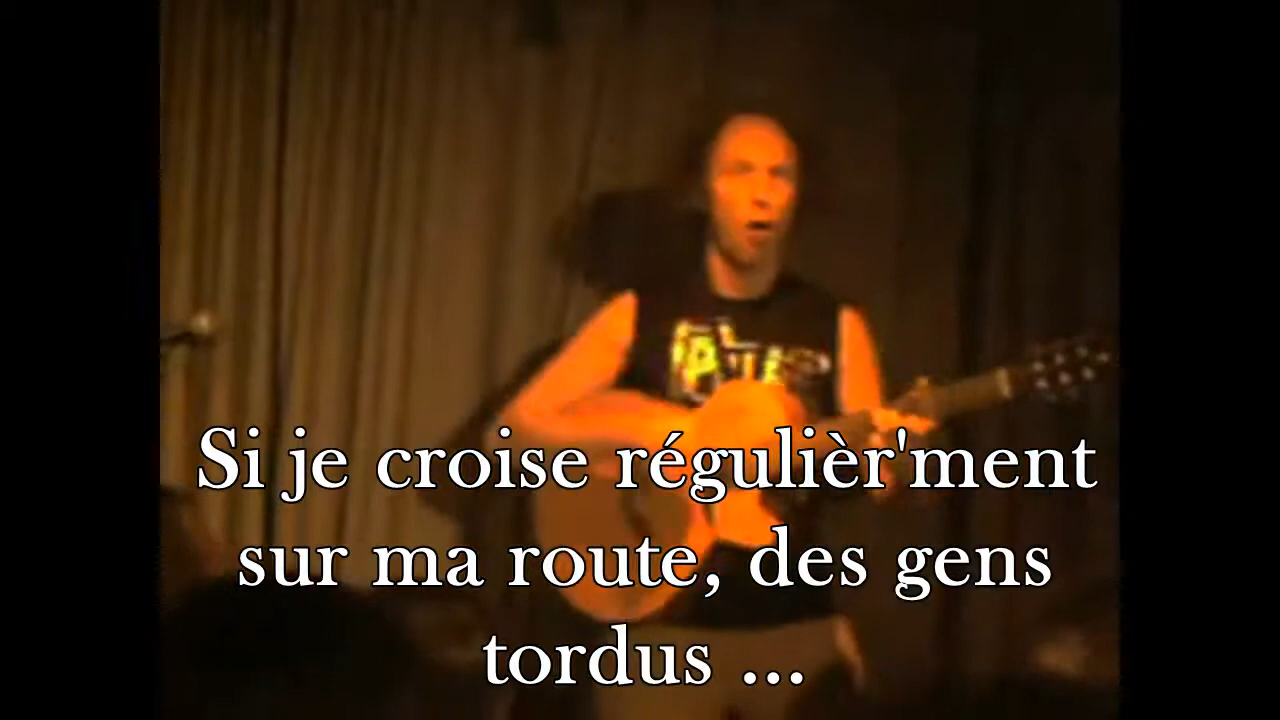 Si je croise régulièr'ment
sur ma route, des gens
tordus ...